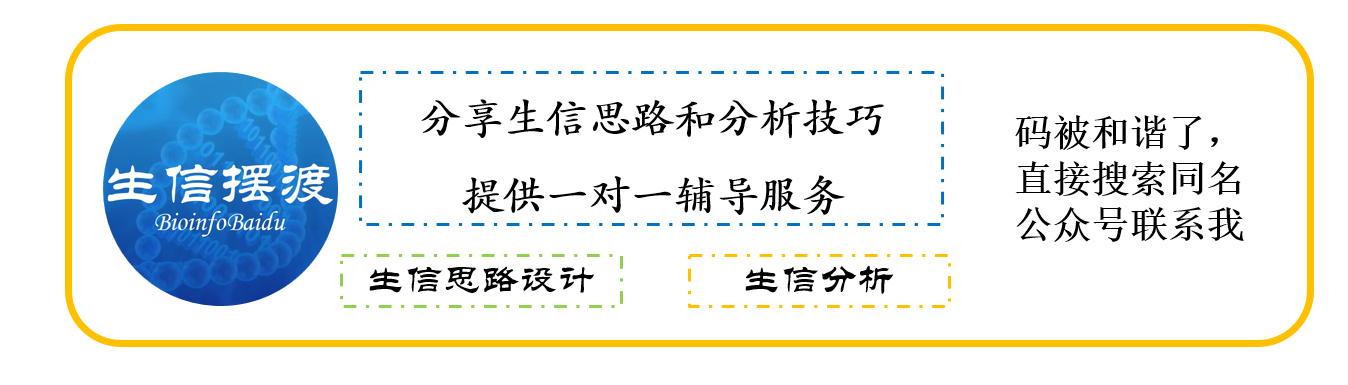 生信摆渡
BioinfoBaidu
分享生信思路和分析技巧
提供一对一辅导服务
生信思路设计
生信分析
码被和谐了，
直接搜索同名
公众号联系我